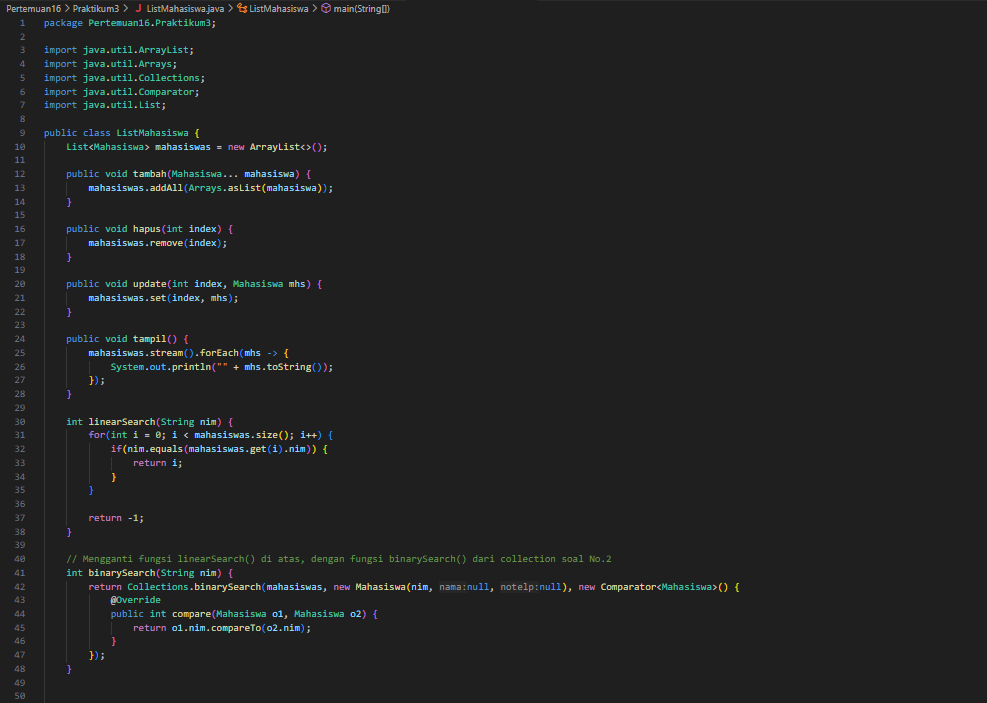 Pertemuan16 > Praktikum3 > J ListMahasiswa.java > ListMahasiswa > main(String[])
1 package Pertemuan16.Praktikum3;
2
3 import java.util.ArrayList;
4 import java.util.Arrays;
5 import java.util.Collections;
6 import java.util.Comparator;
7 import java.util.List;
8
9 public class ListMahasiswa {
10 List<Mahasiswa> mahasiswas = new ArrayList<>();
11
12 public void tambah(Mahasiswa... mahasiswa) {
13 mahasiswas.addAll(Arrays.asList(mahasiswa));
14 }
15
16 public void hapus(int index) {
17 mahasiswas.remove(index);
18 }
19
20 public void update(int index, Mahasiswa mhs) {
21 mahasiswas.set(index, mhs);
22 }
23
24 public void tampil() {
25 mahasiswas.stream().forEach(mhs -> {
26 System.out.println("" + mhs.toString());
27 });
28 }
29
30 int linearSearch(String nim) {
31 for(int i = 0; i < mahasiswas.size(); i++) {
32 if(nim.equals(mahasiswas.get(i).nim)) {
33 return i;
34 }
35 }
36
37 return -1;
38 }
39
40 // Mengganti fungsi linearSearch() di atas, dengan fungsi binarySearch() dari collection soal No.2
41 int binarySearch(String nim) {
42 return Collections.binarySearch(mahasiswas, new Mahasiswa(nim, nama:null, notelp:null), new Comparator<Mahasiswa>() {
43 @Override
44 public int compare(Mahasiswa o1, Mahasiswa o2) {
45 return o1.nim.compareTo(o2.nim);
46 }
47 });
48 }
49
50